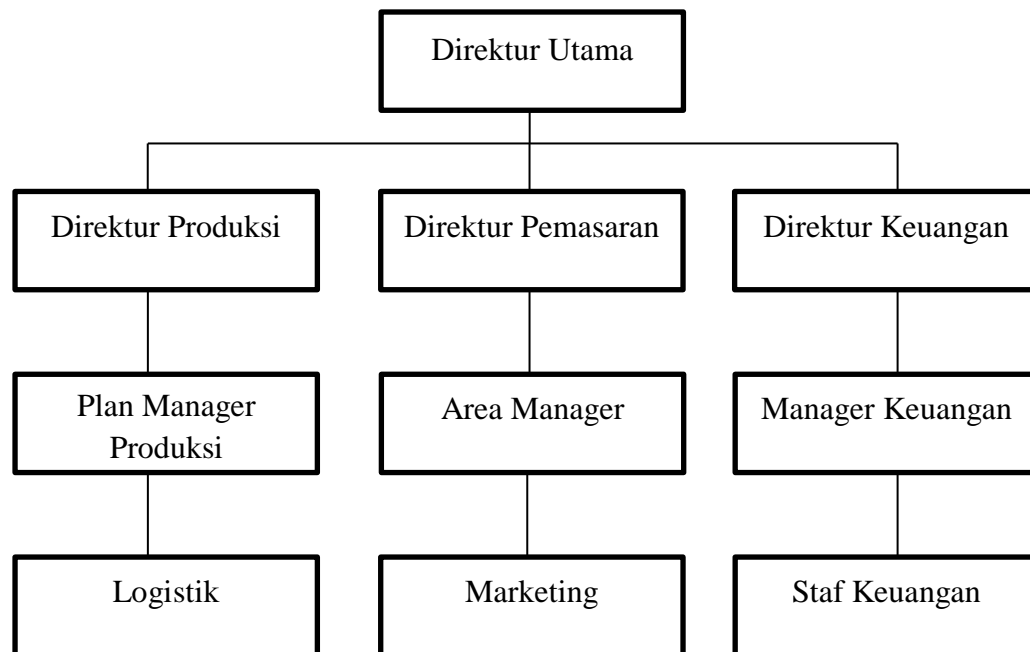 Direktur Utama
Direktur Produksi
Direktur Pemasaran
Direktur Keuangan
Plan Manager
Produksi
Area Manager
Manager Keuangan
Logistik
Marketing
Staf Keuangan